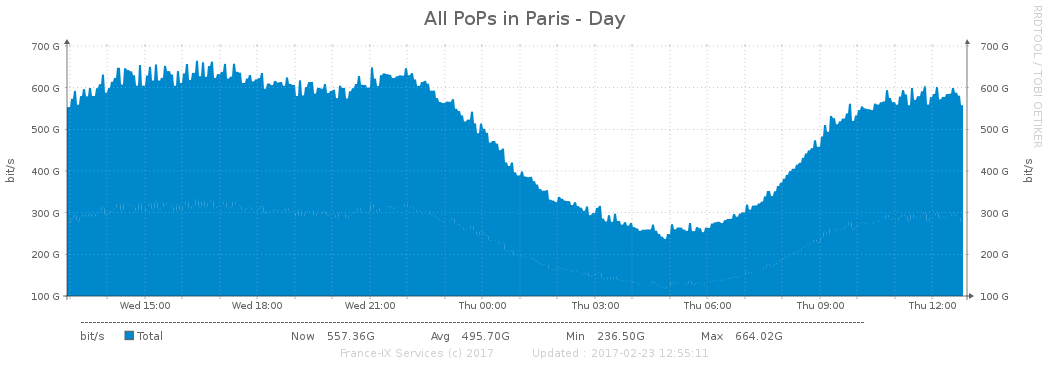 All PoPs in Paris - Day
RRDTOOL / TOBI OETIKER
700 G 700 G
600 G 600 G
500 G 500 G
400 G 400 G
300 G 300 G
200 G 200 G
100 G 100 G
bit/s
bit/s
Wed 15:00 Wed 18:00 Wed 21:00 Thu 00:00 Thu 03:00 Thu 06:00 Thu 09:00 Thu 12:00
bit/s Total Now 557.36G Avg 495.70G Min 236.50G Max 664.02G
France-IX Services (c) 2017 Updated : 2017-02-23 12:55:11